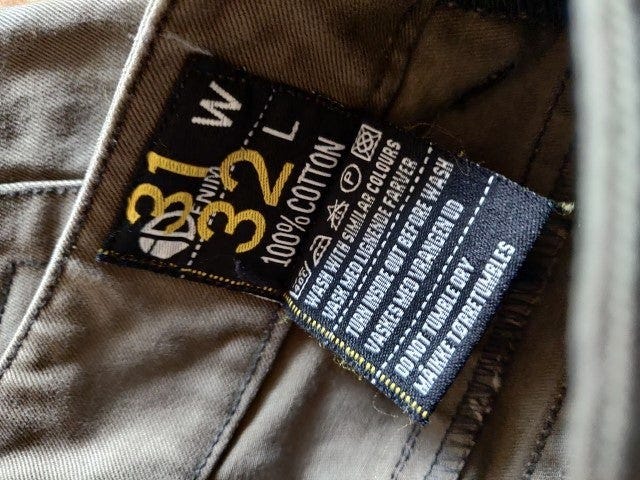 31 W
NIM
32 L
100% COTTON
P
WASH WITH SIMILAR COLOURS
VASK MED LIGNENDE FARVER
TURN INSIDE OUT BEFORE WASH
VASKES MED VRANGEN UD
DO NOT TUMBLE DRY
MÅ IKKE TØRRETUMBLES